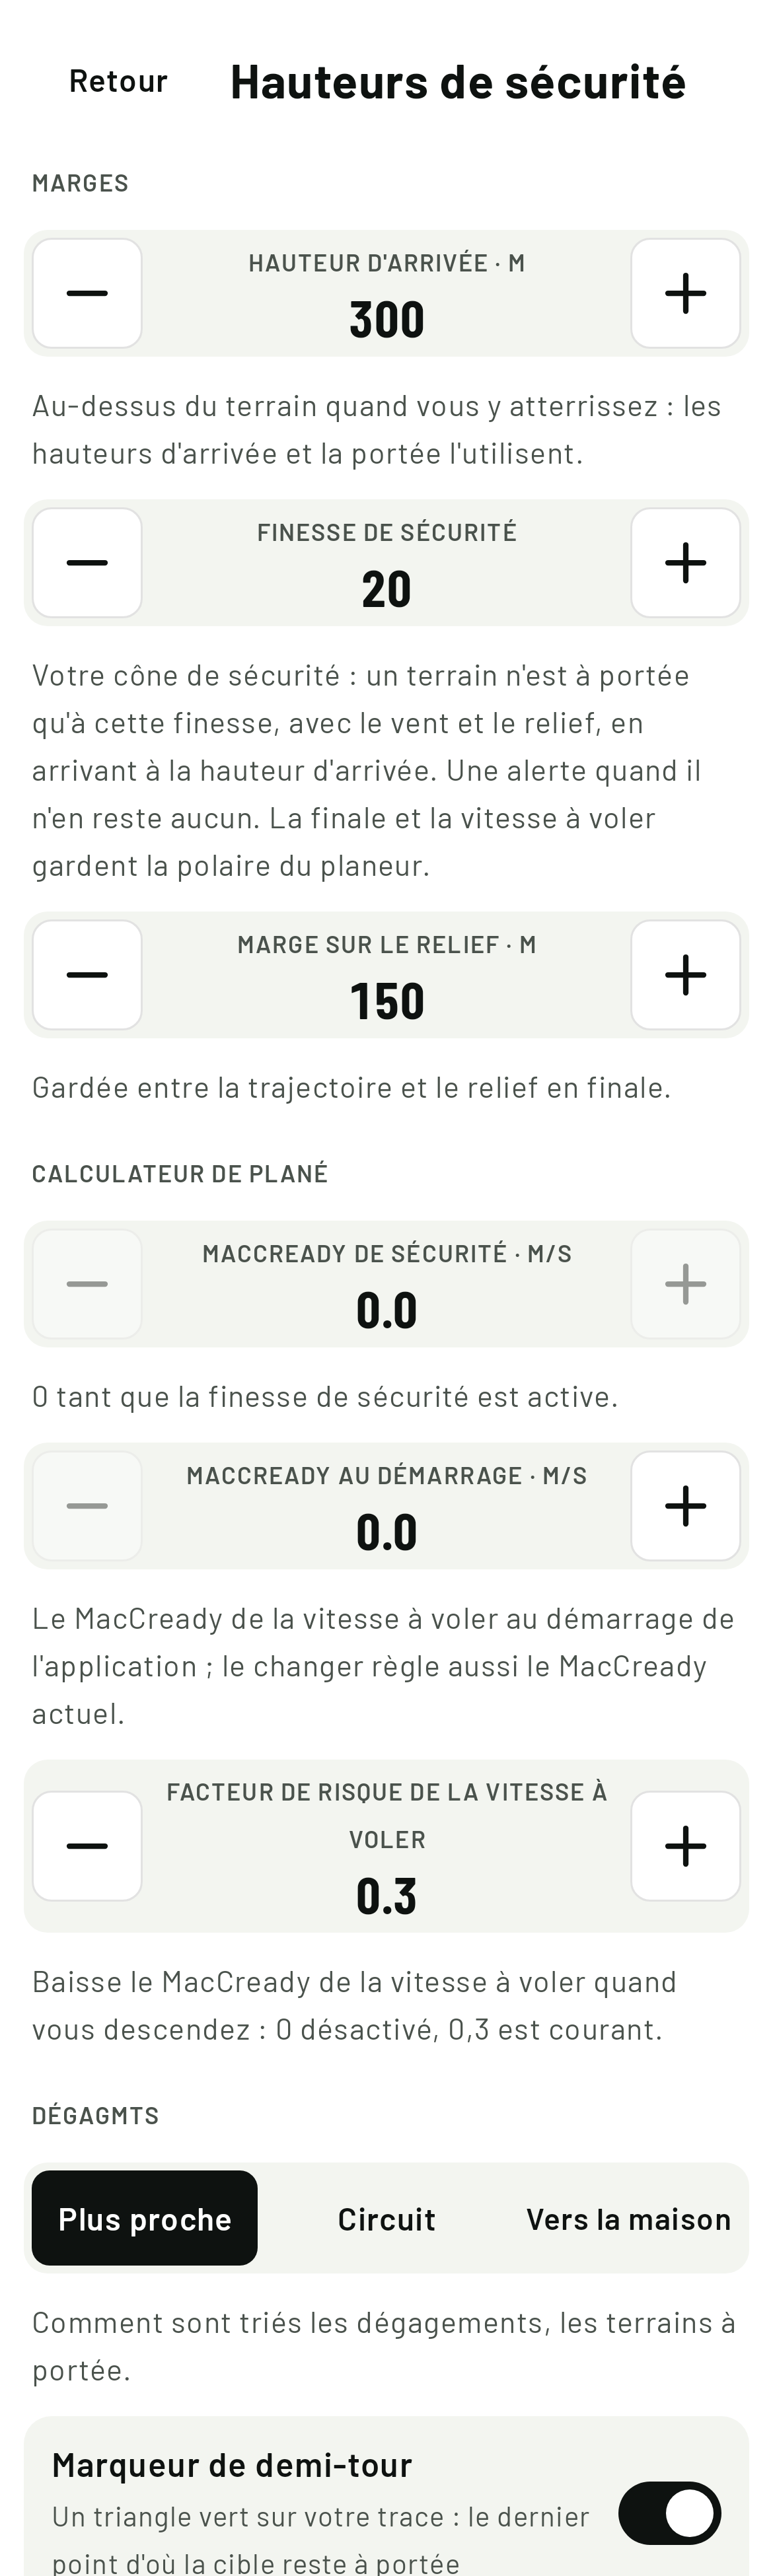 Retour
Hauteurs de sécurité
MARGES
HAUTEUR D'ARRIVÉE · M
300
Au-dessus du terrain quand vous y atterrissez : les
hauteurs d'arrivée et la portée l'utilisent.
FINESSE DE SÉCURITÉ
20
Votre cône de sécurité : un terrain n'est à portée
qu'à cette finesse, avec le vent et le relief, en
arrivant à la hauteur d'arrivée. Une alerte quand il
n'en reste aucun. La finale et la vitesse à voler
gardent la polaire du planeur.
MARGE SUR LE RELIEF · M
150
Gardée entre la trajectoire et le relief en finale.
CALCULATEUR DE PLANÉ
MACCREADY DE SÉCURITÉ · M/S
0.0
0 tant que la finesse de sécurité est active.
MACCREADY AU DÉMARRAGE · M/S
0.0
Le MacCready de la vitesse à voler au démarrage de
l'application ; le changer règle aussi le MacCready
actuel.
FACTEUR DE RISQUE DE LA VITESSE À
VOLER
0.3
Baisse le MacCready de la vitesse à voler quand
vous descendez : 0 désactivé, 0,3 est courant.
DÉGAGMTS
Plus proche
Circuit
Vers la maison
Comment sont triés les dégagements, les terrains à
portée.
Marqueur de demi-tour
Un triangle vert sur votre trace : le dernier
point d'où la cible reste à portée